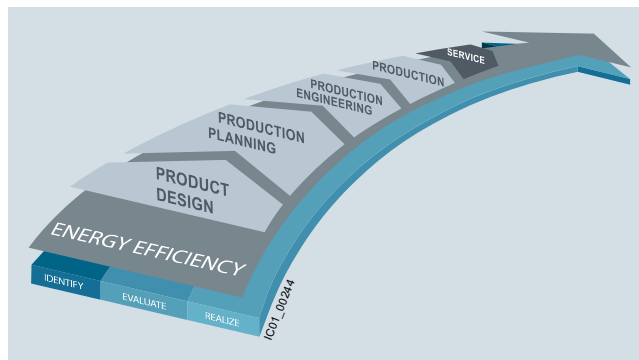 SERVICE
PRODUCTION
PRODUCTION
ENGINEERING
PRODUCTION
PLANNING
PRODUCT
DESIGN
ENERGY EFFICIENCY
IDENTIFY
EVALUATE
REALIZE
IC01_00244